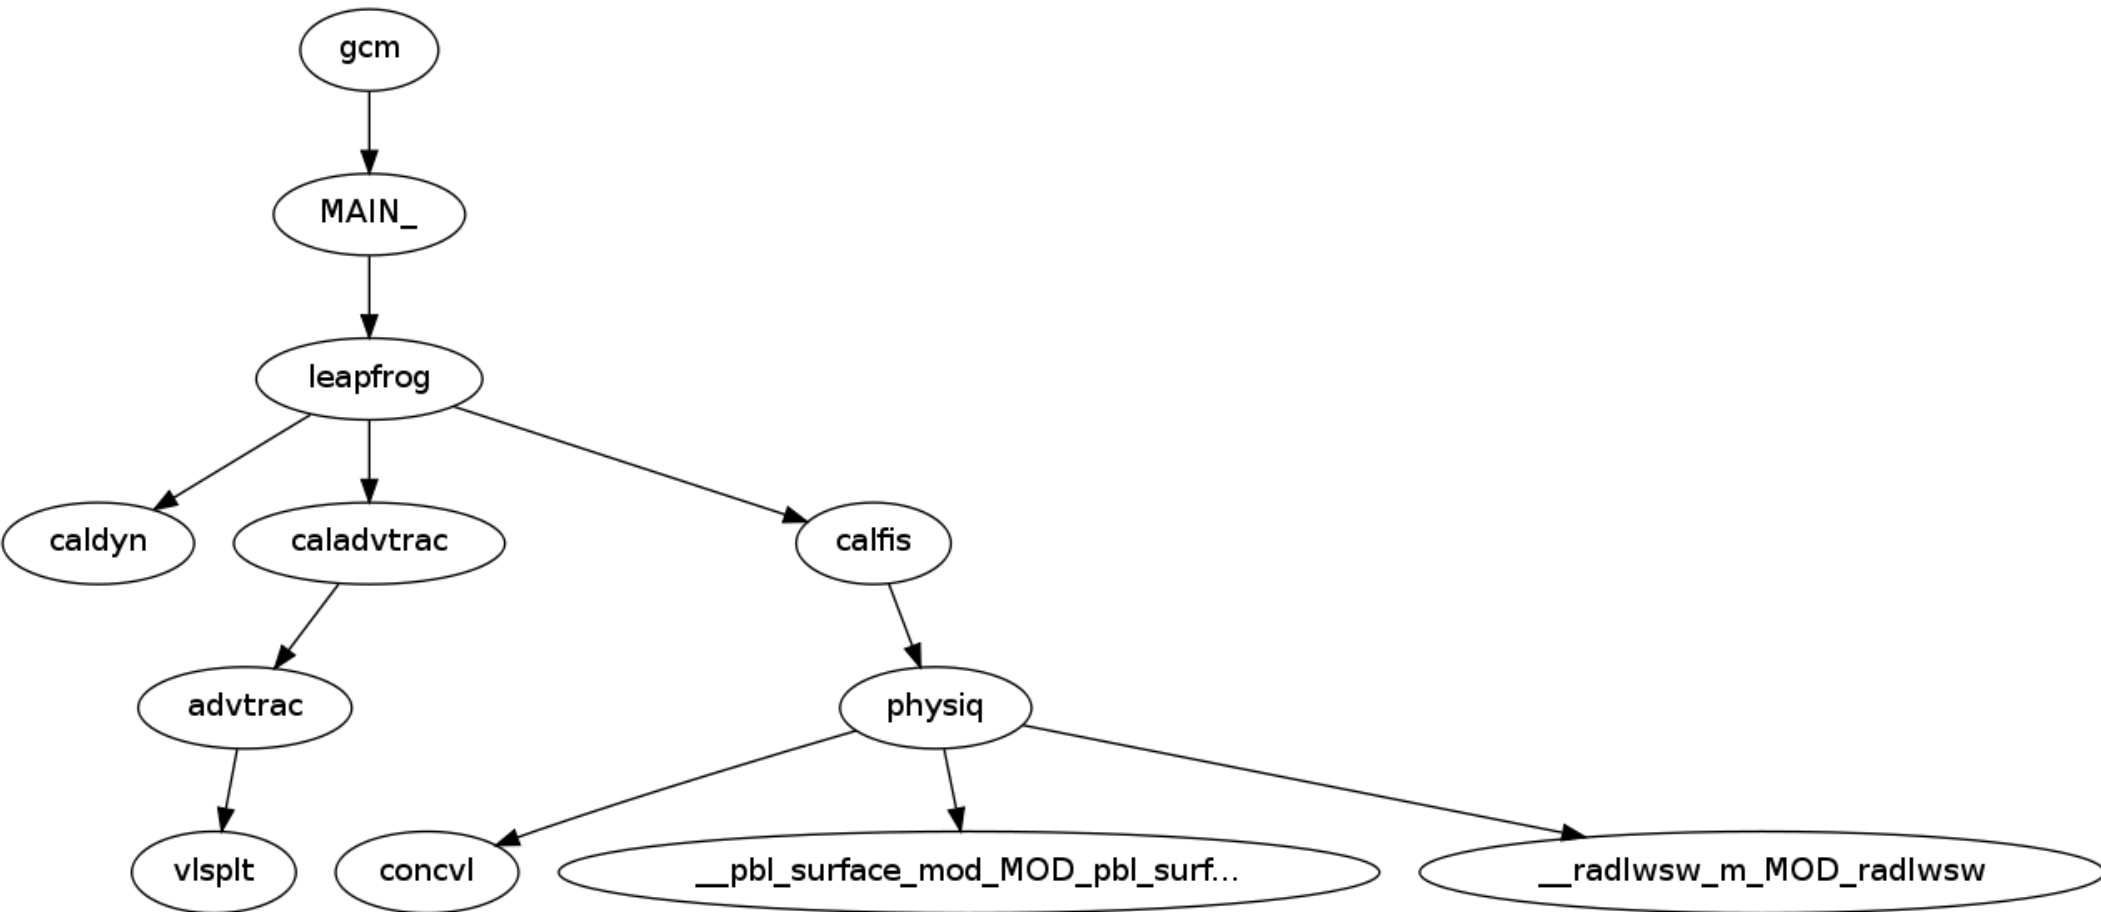 gcm
MAIN_
leapfrog
caldyn
caladvtrac
calfis
advtrac
physiq
vlsplt
concvl
__pbl_surface_mod_MOD_pbl_surf...
__radlwsw_m_MOD_radlwsw